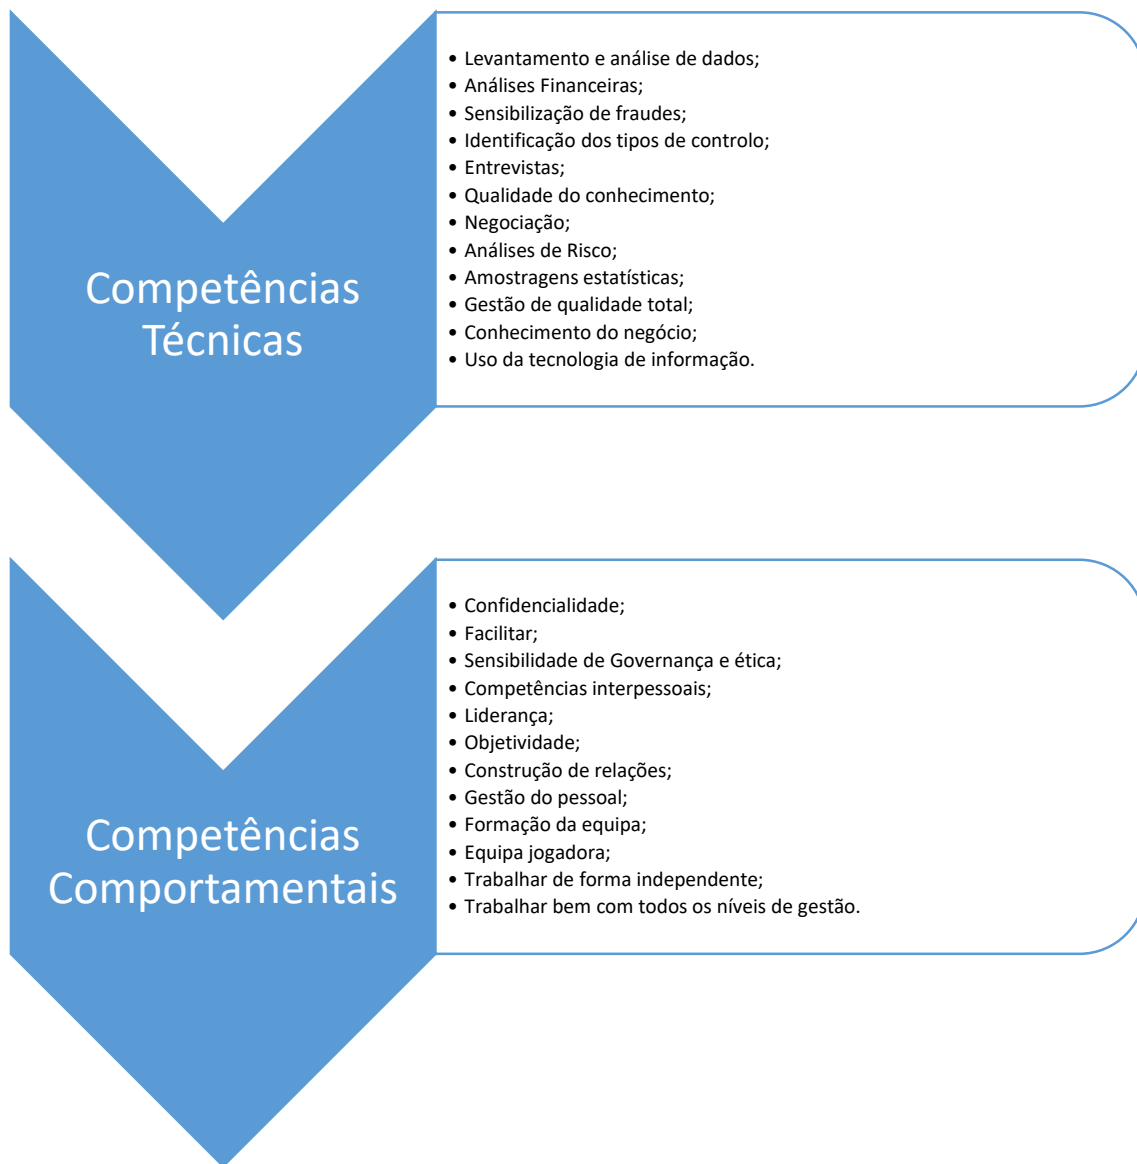 Competências
Técnicas
• Levantamento e análise de dados;
• Análises Financeiras;
• Sensibilização de fraudes;
• Identificação dos tipos de controlo;
• Entrevistas;
• Qualidade do conhecimento;
• Negociação;
• Análises de Risco;
• Amostragens estatísticas;
• Gestão de qualidade total;
• Conhecimento do negócio;
• Uso da tecnologia de informação.
Competências
Comportamentais
• Confidencialidade;
• Facilitar;
• Sensibilidade de Governança e ética;
• Competências interpessoais;
• Liderança;
• Objetividade;
• Construção de relações;
• Gestão do pessoal;
• Formação da equipa;
• Equipa jogadora;
• Trabalhar de forma independente;
• Trabalhar bem com todos os níveis de gestão.